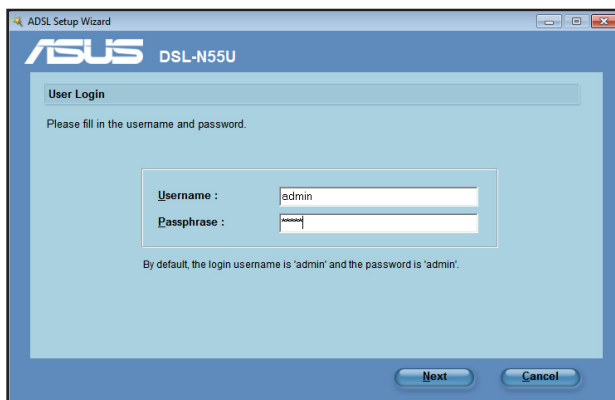 ADSL Setup Wizard
ASUS DSL-N55U
User Login
Please fill in the username and password.
Username : admin
Passphrase : *****
By default, the login username is 'admin' and the password is 'admin'.
Next Cancel